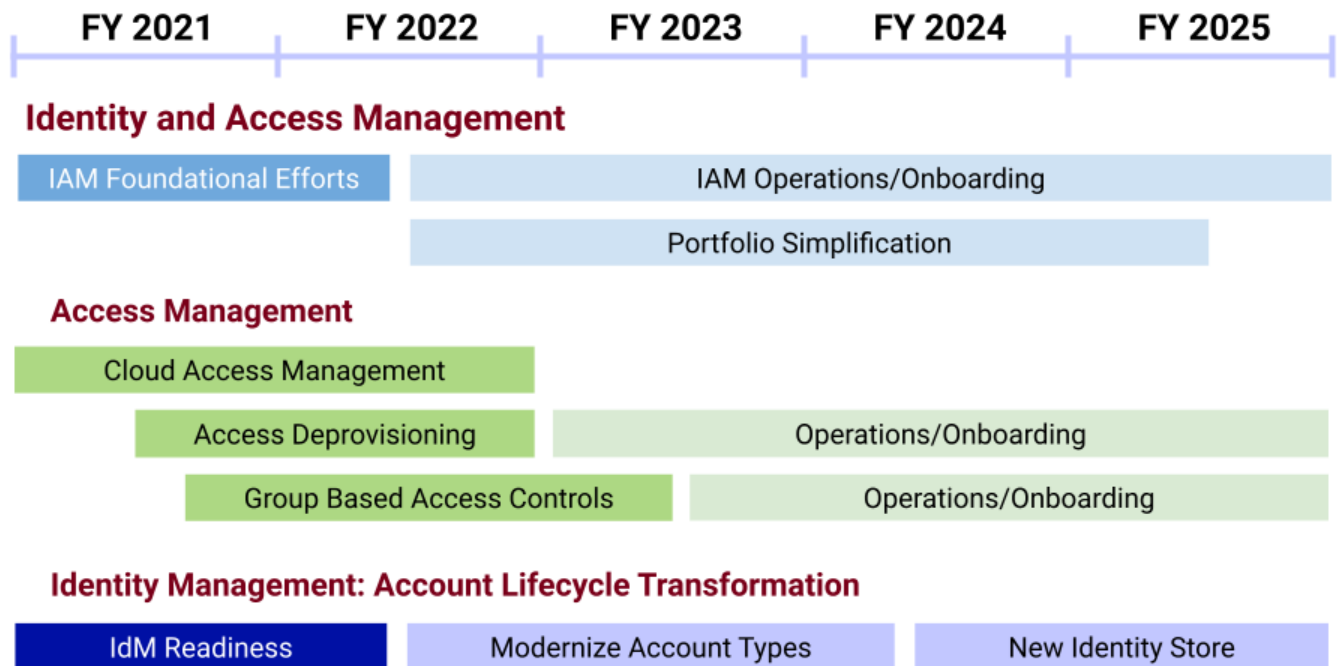 FY 2021 FY 2022 FY 2023 FY 2024 FY 2025
Identity and Access Management
IAM Foundational Efforts IAM Operations/Onboarding
Portfolio Simplification
Access Management
Cloud Access Management
Access Deprovisioning Operations/Onboarding
Group Based Access Controls Operations/Onboarding
Identity Management: Account Lifecycle Transformation
IdM Readiness Modernize Account Types New Identity Store